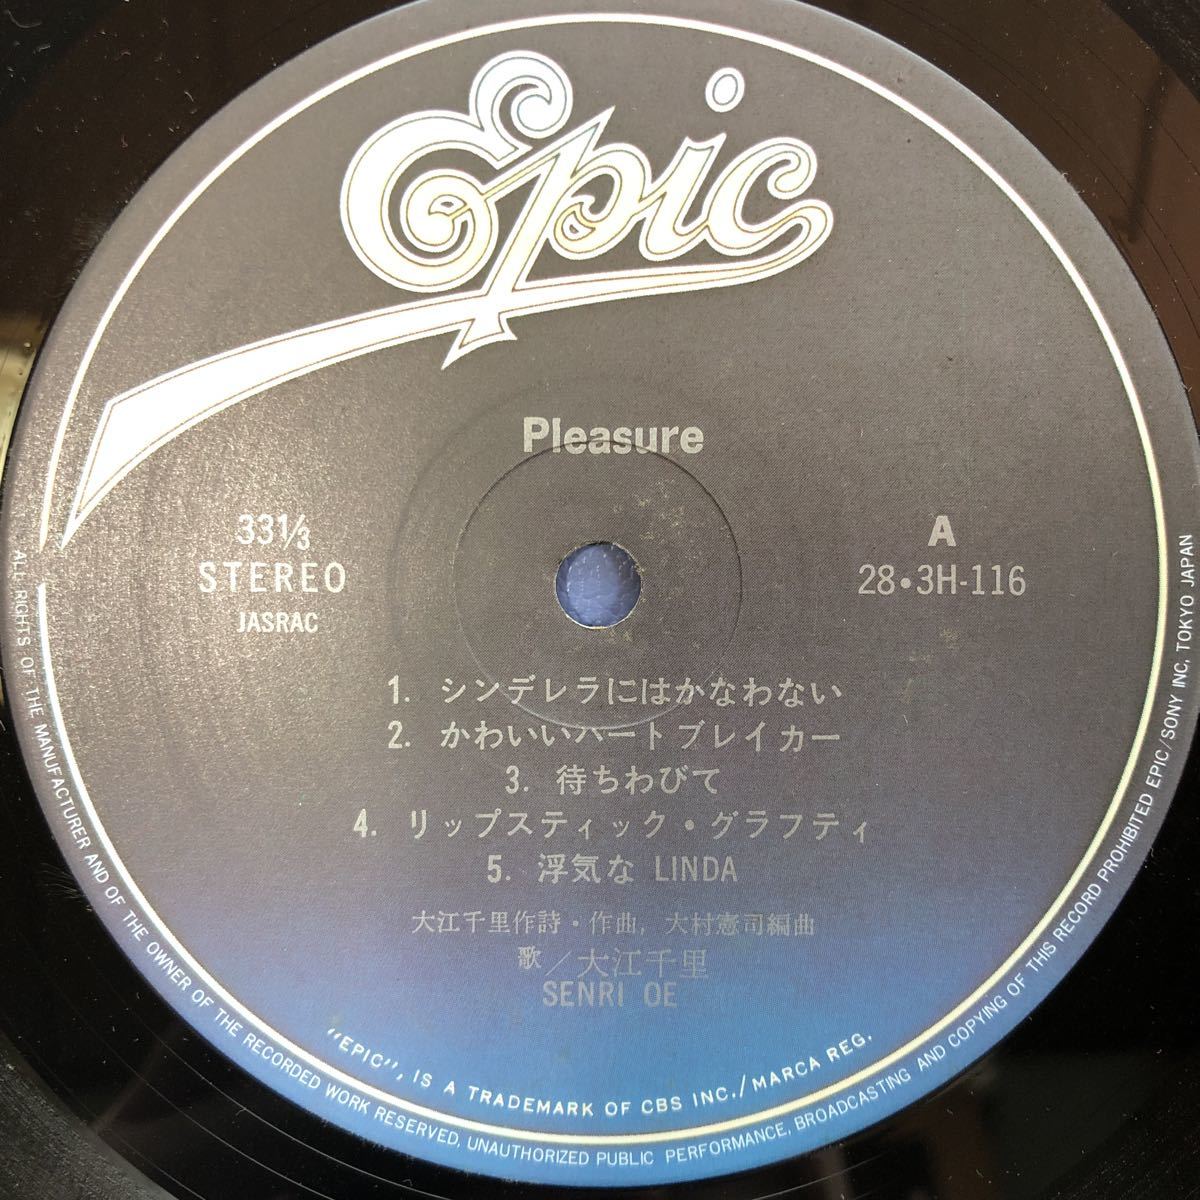 Epic
Pleasure
33⅓
STEREO
JASRAC
A
28・3H-116
1. シンデレラにはかなわない
2. かわいいハートブレイカー
3. 待ちわびて
4. リップスティック・グラフティ
5. 浮気な LINDA
大江千里作詩・作曲, 大村憲司編曲
歌／大江千里
SENRI OE
"EPIC", IS A TRADEMARK OF CBS INC./MARCA REG.
ALL RIGHTS OF THE MANUFACTURER AND OF THE OWNER OF THE RECORDED WORK RESERVED, UNAUTHORIZED PUBLIC PERFORMANCE, BROADCASTING AND COPYING OF THIS RECORD PROHIBITED EPIC/SONY INC, TOKYO JAPAN